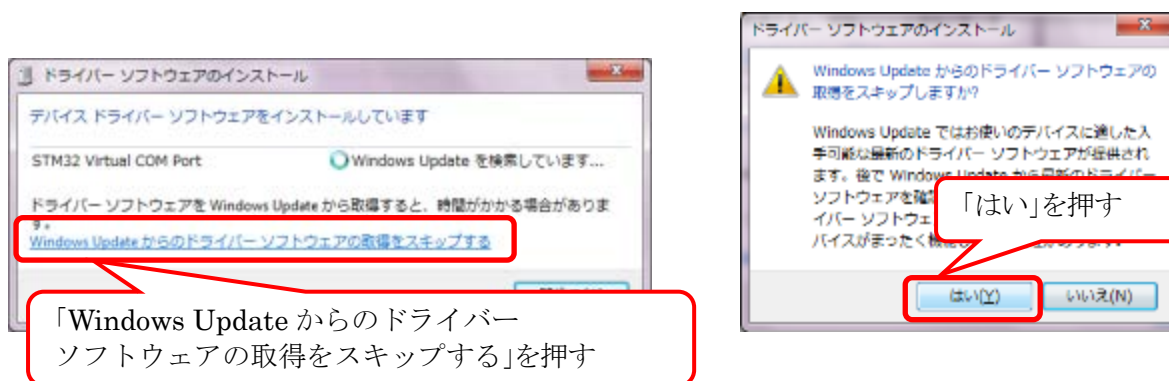 ドライバー ソフトウェアのインストール
デバイス ドライバー ソフトウェアをインストールしています
STM32 Virtual COM Port
Windows Update を検索しています...
ドライバー ソフトウェアを Windows Update から取得すると、時間がかかる場合がありま
す。
Windows Update からのドライバー ソフトウェアの取得をスキップする
「Windows Update からのドライバー
ソフトウェアの取得をスキップする」を押す
ドライバー ソフトウェアのインストール
Windows Update からのドライバー ソフトウェアの
取得をスキップしますか?
Windows Update ではお使いのデバイスに適した入
手可能な最新のドライバー ソフトウェアが提供され
ます。後で Windows Update から最新のドライバー
ソフトウェアを確
イバー ソフトウェ
バイスがまったく機能し
「はい」を押す
はい(Y)
いいえ(N)